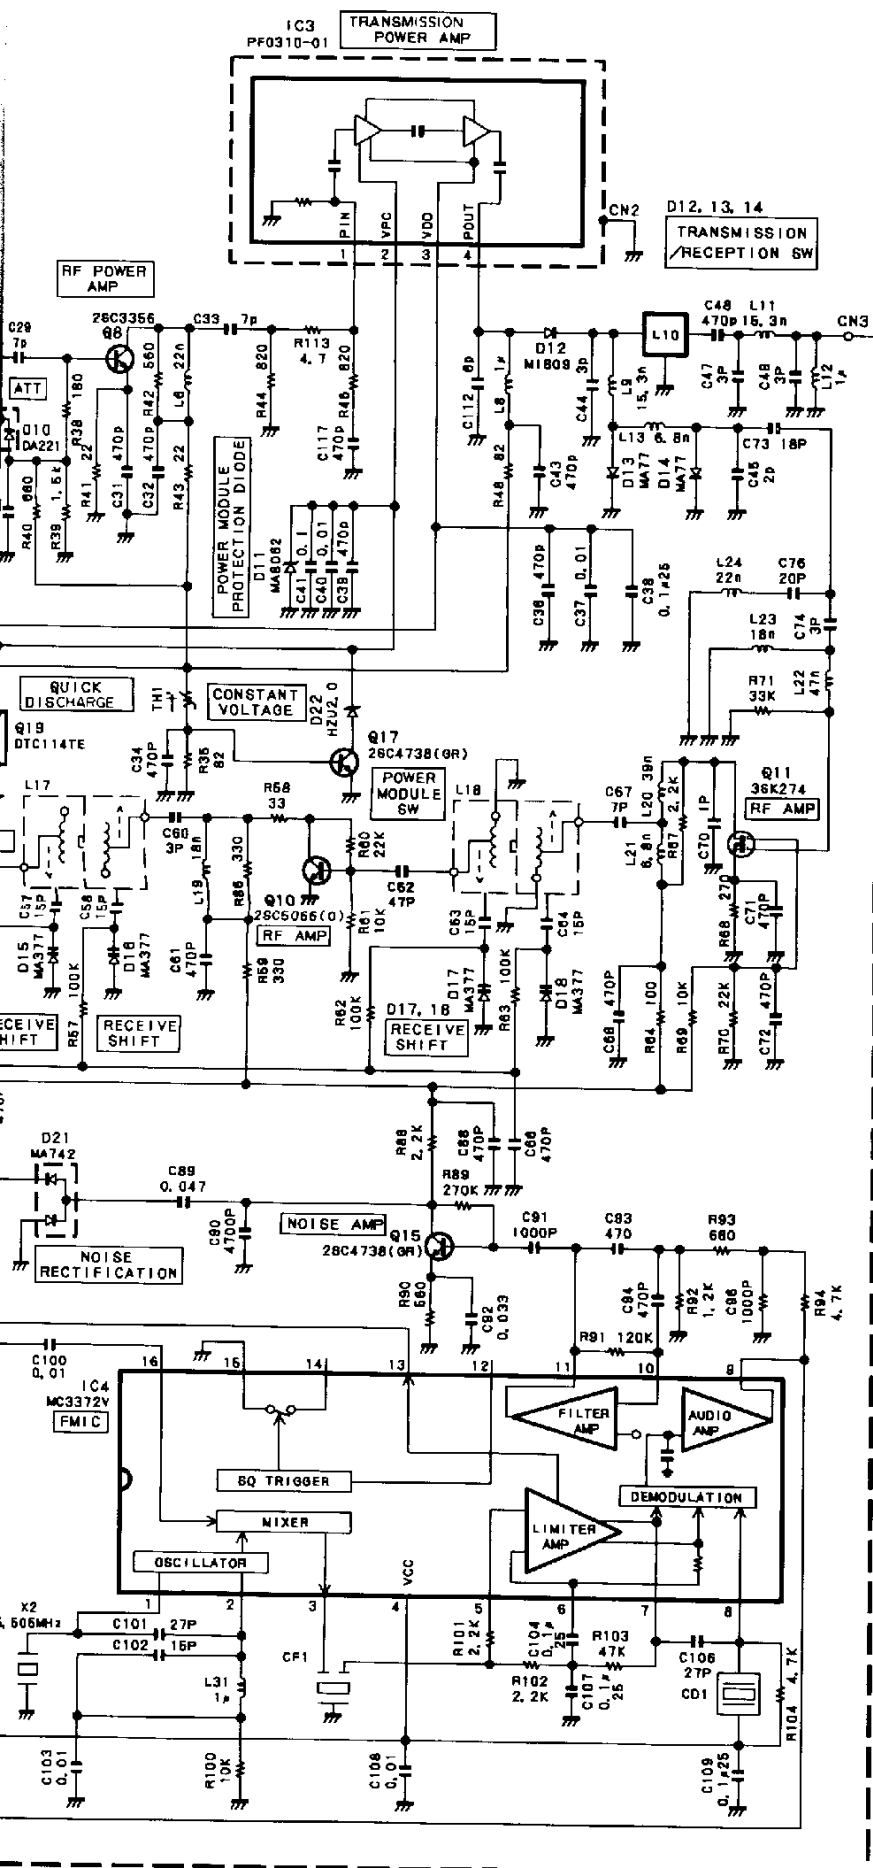 IC3
PF0310-01
TRANSMISSION
POWER AMP
PIN
VPC
VDD
POUT
1
2
3
4
CN2
D12, 13, 14
TRANSMISSION
/RECEPTION SW
RF POWER
AMP
2SC3356
Q8
C29
7p
ATT
D10
DA221
180
R38
560
R42
22n
L6
C33
7p
R113
4.7
820
R44
820
R46
C117
470p
22
R41
470p
C31
470p
C32
22
R43
680
R40
1.5k
R39
POWER MODULE
PROTECTION DIODE
D11
MA8062
C41
0.1
C40
0.01
C39
470p
C112
6p
L8
1μ
D12
MI809
C44
3p
L9
15.3n
L10
C48
470p
L11
15.3n
CN3
C47
3P
C49
3P
L12
1μ
R48
82
C43
470p
L13 6.8n
D13
MA77
D14
MA77
C45
2p
C73 18P
C36
470p
C37
0.01
C38
0.1μ25
L24
22n
C76
20P
L23
18n
C74
3P
L22
47n
R71
33K
QUICK
DISCHARGE
TH1
CONSTANT
VOLTAGE
D22
HZU2.0
Q19
DTC114TE
C34
470P
R35
82
Q17
2SC4738(GR)
POWER
MODULE
SW
L17
C60
3P
18n
L19
330
R86
R58
33
Q10
2SC5066(O)
RF AMP
R60
22K
R61
10K
C62
47P
L18
C67
7P
L20 39n
L21
6.8n
2.2K
R67
1P
C70
Q11
3SK274
RF AMP
270
R68
C71
470P
C57
15P
C58
15P
D15
MA377
D16
MA377
100K
R57
C61
470P
R59
330
R62
100K
C63
15P
C64
15P
D17
MA377
100K
R63
D18
MA377
D17, 18
RECEIVE
SHIFT
RECEIVE
SHIFT
ECEIVE
HIFT
C68
470P
R64
100
R69
10K
R70
22K
C72
470P
D21
MA742
C89
0.047
NOISE
RECTIFICATION
C90
4700P
R88
2.2K
C88
470P
C66
470P
R89
270K
NOISE AMP
Q15
2SC4738(GR)
C91
1000P
C93
470
R93
680
R90
560
C92
0.033
C94
470P
R92
1.2K
C96
1000P
R94
4.7K
R91 120K
C100
0.01
16
15
14
13
12
11
10
9
IC4
MC3372V
FMIC
FILTER
AMP
AUDIO
AMP
SQ TRIGGER
MIXER
OSCILLATOR
LIMITER
AMP
DEMODULATION
VCC
1
2
3
4
5
6
7
8
X2
505MHz
C101 27P
C102 15P
L31
1μ
CF1
R101
2.2K
C104
0.1μ
25
R103
47K
R102
2.2K
C107
0.1μ
25
C106
27P
CD1
4.7K
R104
C103
0.01
R100
10K
C108
0.01
C109
0.1μ25